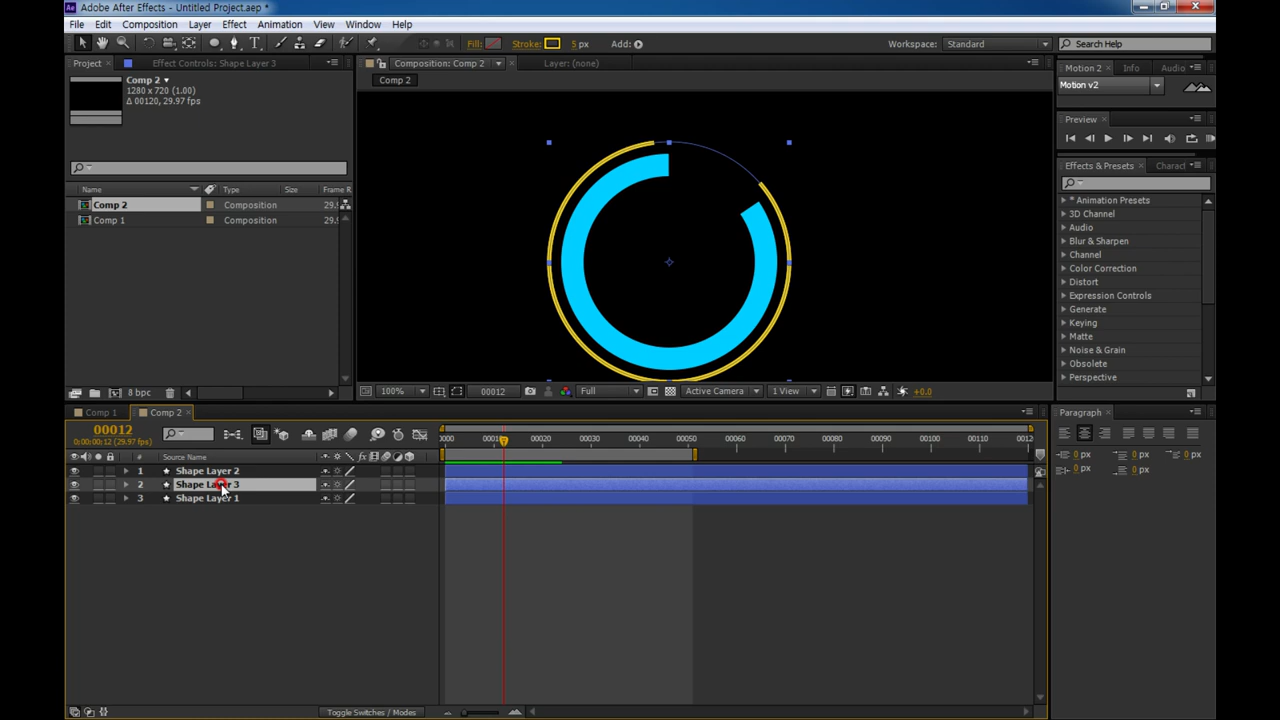 Adobe After Effects - Untitled Project.aep *
File Edit Composition Layer Effect Animation View Window Help
Fill: Stroke: 5 px Add:
Workspace: Standard
Search Help
Project
Effect Controls: Shape Layer 3
Composition: Comp 2
Layer: (none)
Motion 2 Info Audio
Comp 2
Comp 2
1280 x 720 (1.00)
Δ 00120, 29.97 fps
Motion v2
Preview
Effects & Presets Charact
Name Type Size Frame R
Comp 2 Composition 29.
Comp 1 Composition 29.9
* Animation Presets
3D Channel
Audio
Blur & Sharpen
Channel
Color Correction
Distort
Expression Controls
Generate
Keying
Matte
Noise & Grain
Obsolete
Perspective
8 bpc
100% 00012 Full Active Camera 1 View +0.0
Comp 1 Comp 2
Paragraph
00012
0:00:00:12 (29.97 fps)
0000 00010 00020 00030 00040 00050 00060 00070 00080 00090 00100 00110 0012
# Source Name
1 Shape Layer 2
2 Shape Layer 3
3 Shape Layer 1
0 px 0 px 0 px
0 px 0 px
Toggle Switches / Modes